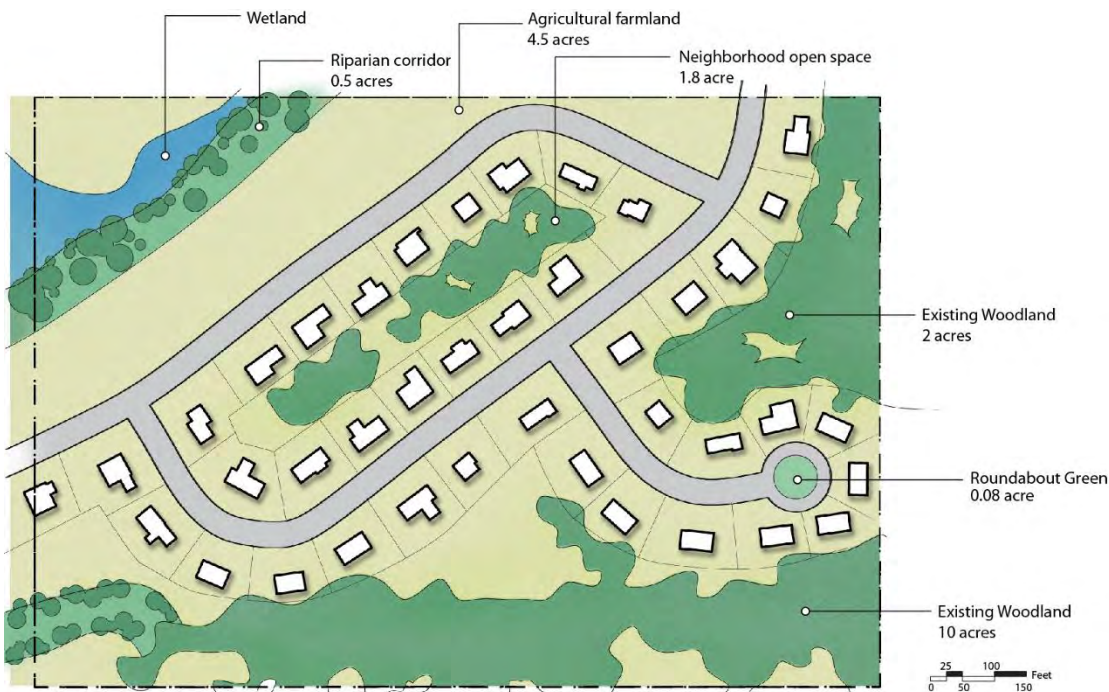 Wetland
Riparian corridor
0.5 acres
Agricultural farmland
4.5 acres
Neighborhood open space
1.8 acre
Existing Woodland
2 acres
Roundabout Green
0.08 acre
Existing Woodland
10 acres
25 100 Feet
0 50 150